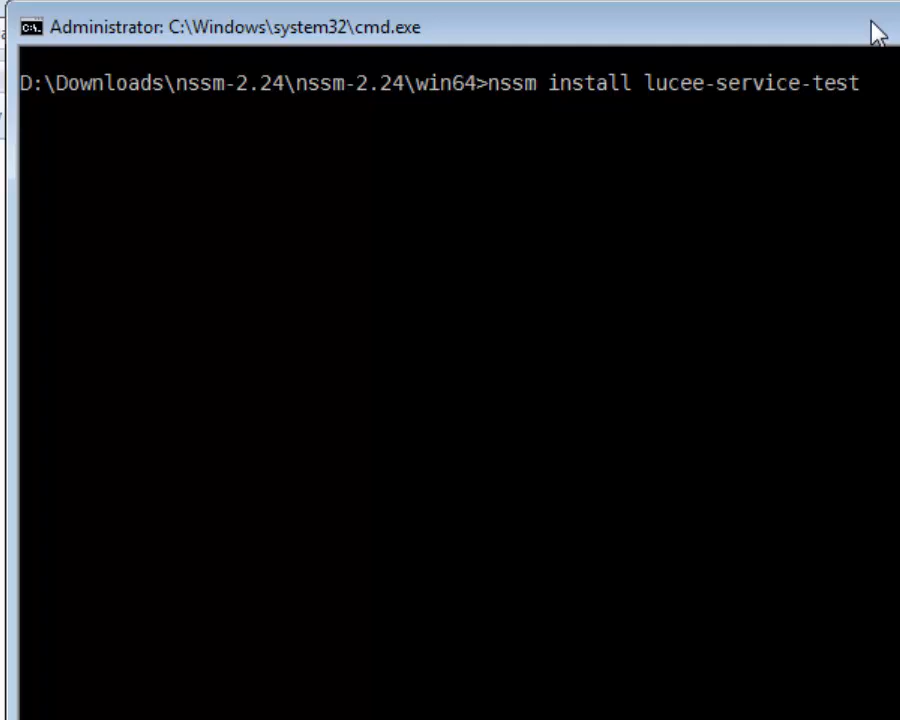 Administrator: C:\Windows\system32\cmd.exe
D:\Downloads\nssm-2.24\nssm-2.24\win64>nssm install lucee-service-test